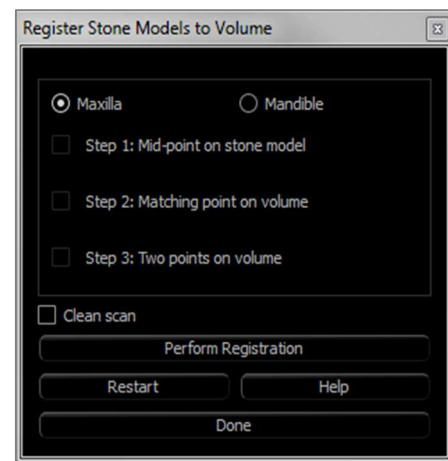 Register Stone Models to Volume
Maxilla Mandible
Step 1: Mid-point on stone model
Step 2: Matching point on volume
Step 3: Two points on volume
Clean scan
Perform Registration
Restart Help
Done